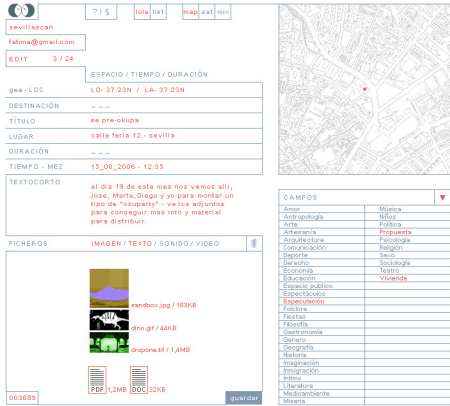 ? ! §
lola list
map sat mix
sevillascan
fatima@gmail.com
EDIT 3 / 24
ESPACIO / TIEMPO / DURACIÓN
geo - LOC LO- 37.23N / LA- 37.23N
DESTINACIÓN _ _ _
TÍTULO se pre-okupa
LUGAR calle feria 12 - sevilla
DURACIÓN _ _ _
TIEMPO - MEZ 15_08_2006 - 12.35
TEXTOCORTO
el dia 19 de este mes nos vemos alli,
Jose, Marta, Diego y yo para montar un
tipo de "okuparty" - ve los adjuntos
para conseguir mas info y material
para distribuir.
FICHEROS IMAGEN / TEXTO / SONIDO / VIDEO
sandbox.jpg / 183KB
dino.gif / 44KB
dropone.tif / 1,4MB
PDF 1,2MB DOC 32KB
003689 guardar
CAMPOS
Amor
Antropología
Arte
Artesanía
Arquitectura
Comunicación
Deporte
Derecho
Economía
Educación
Espacio publico
Espectáculos
Especulación
Folclore
Fiestas
Filosofía
Gastronomía
Genero
Geografía
Historia
Imaginación
Inmigración
Intimo
Literatura
Medioambiente
Miseria
Música
Niños
Política
Propuesta
Psicología
Religión
Sexo
Sociología
Teatro
Vivienda